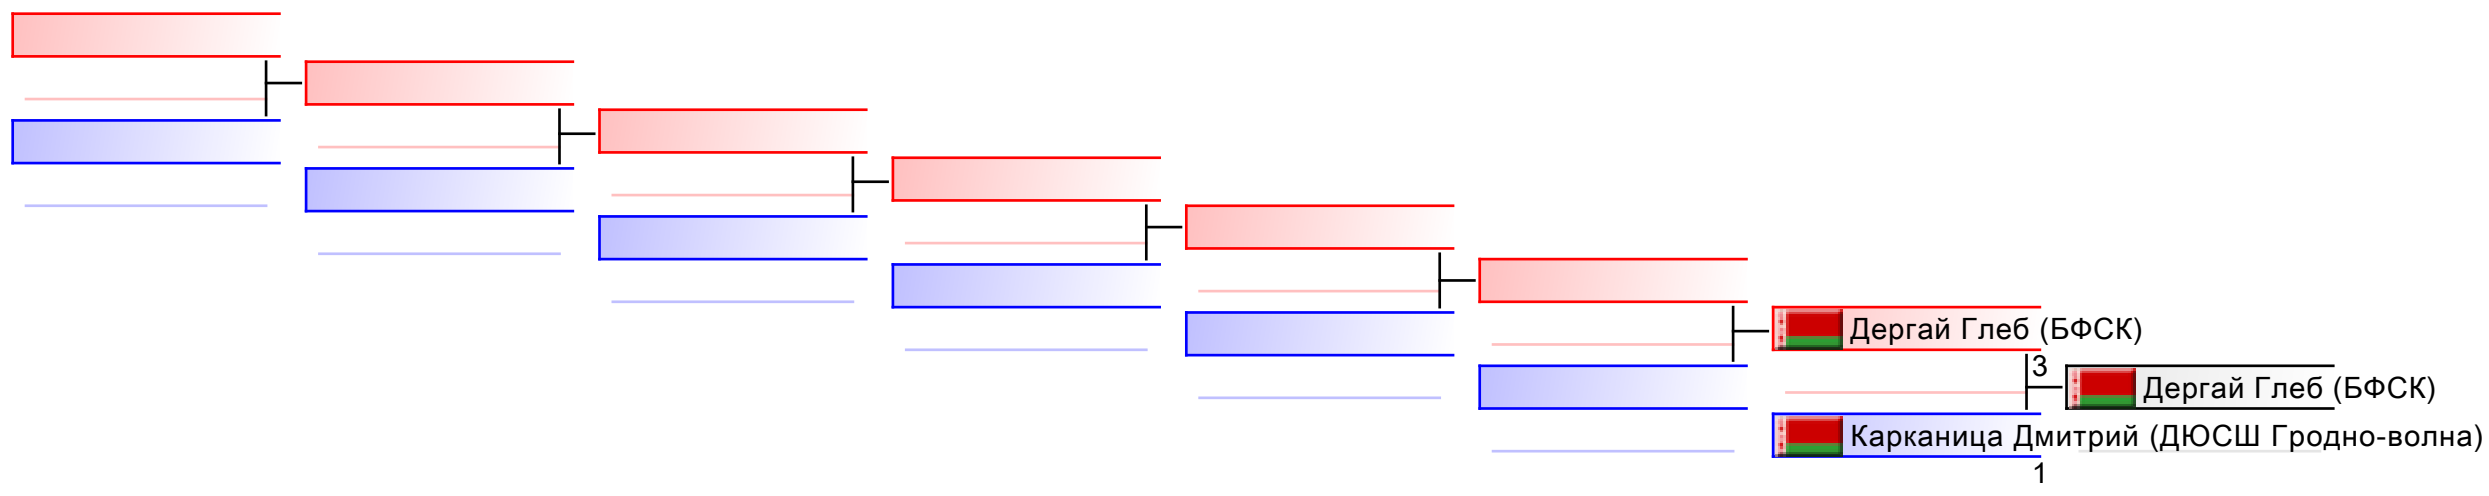 Дергай Глеб (БФСК)
3
Дергай Глеб (БФСК)
Карканица Дмитрий (ДЮСШ Гродно-волна)
1